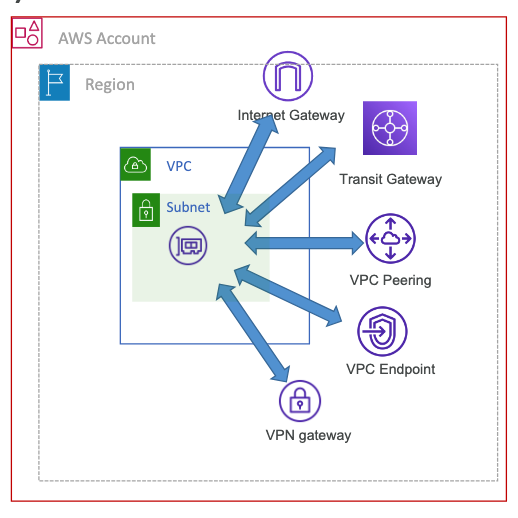 AWS Account
Region
Internet Gateway
VPC
Transit Gateway
Subnet
VPC Peering
VPC Endpoint
VPN gateway